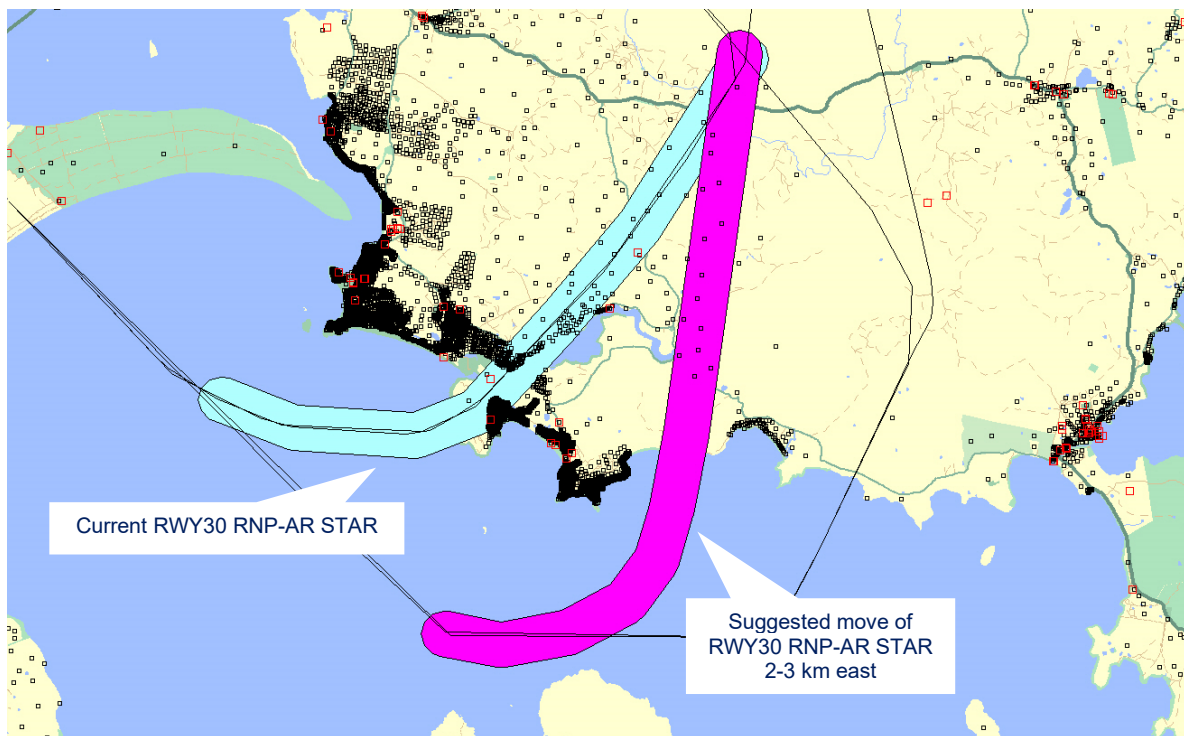 Current RWY30 RNP-AR STAR
Suggested move of
RWY30 RNP-AR STAR
2-3 km east